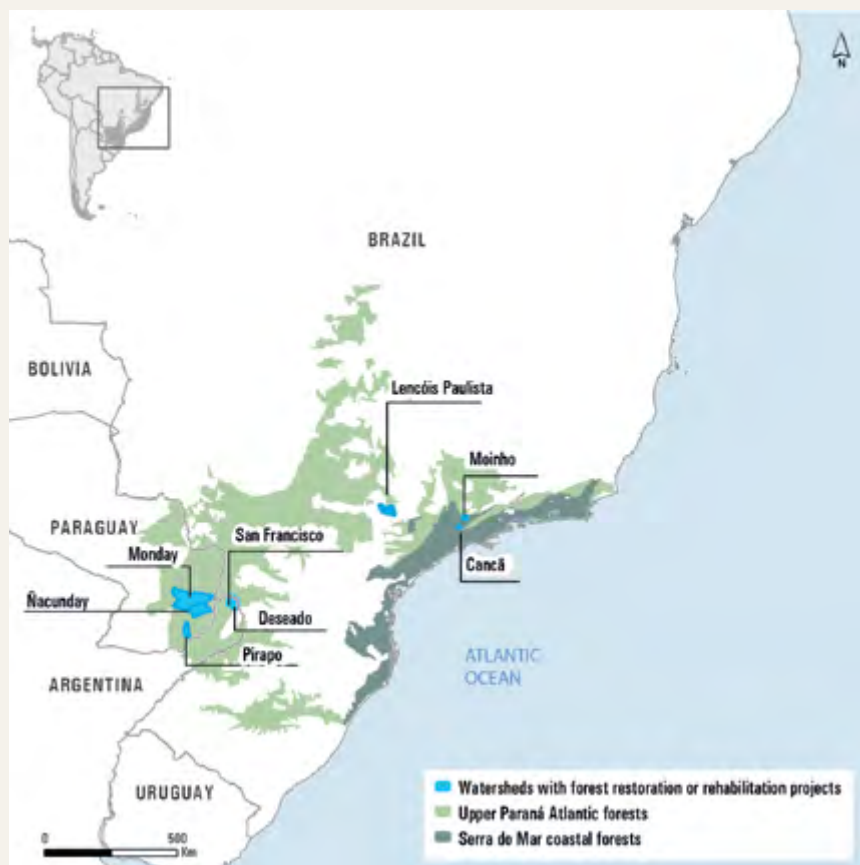 N
BRAZIL
BOLIVIA
Lencóis Paulista
Moinho
PARAGUAY
San Francisco
Monday
Cancã
Ñacunday
Deseado
Pirapo
ATLANTIC
OCEAN
ARGENTINA
URUGUAY
Watersheds with forest restoration or rehabilitation projects
Upper Paraná Atlantic forests
Serra de Mar coastal forests
0 500
Km